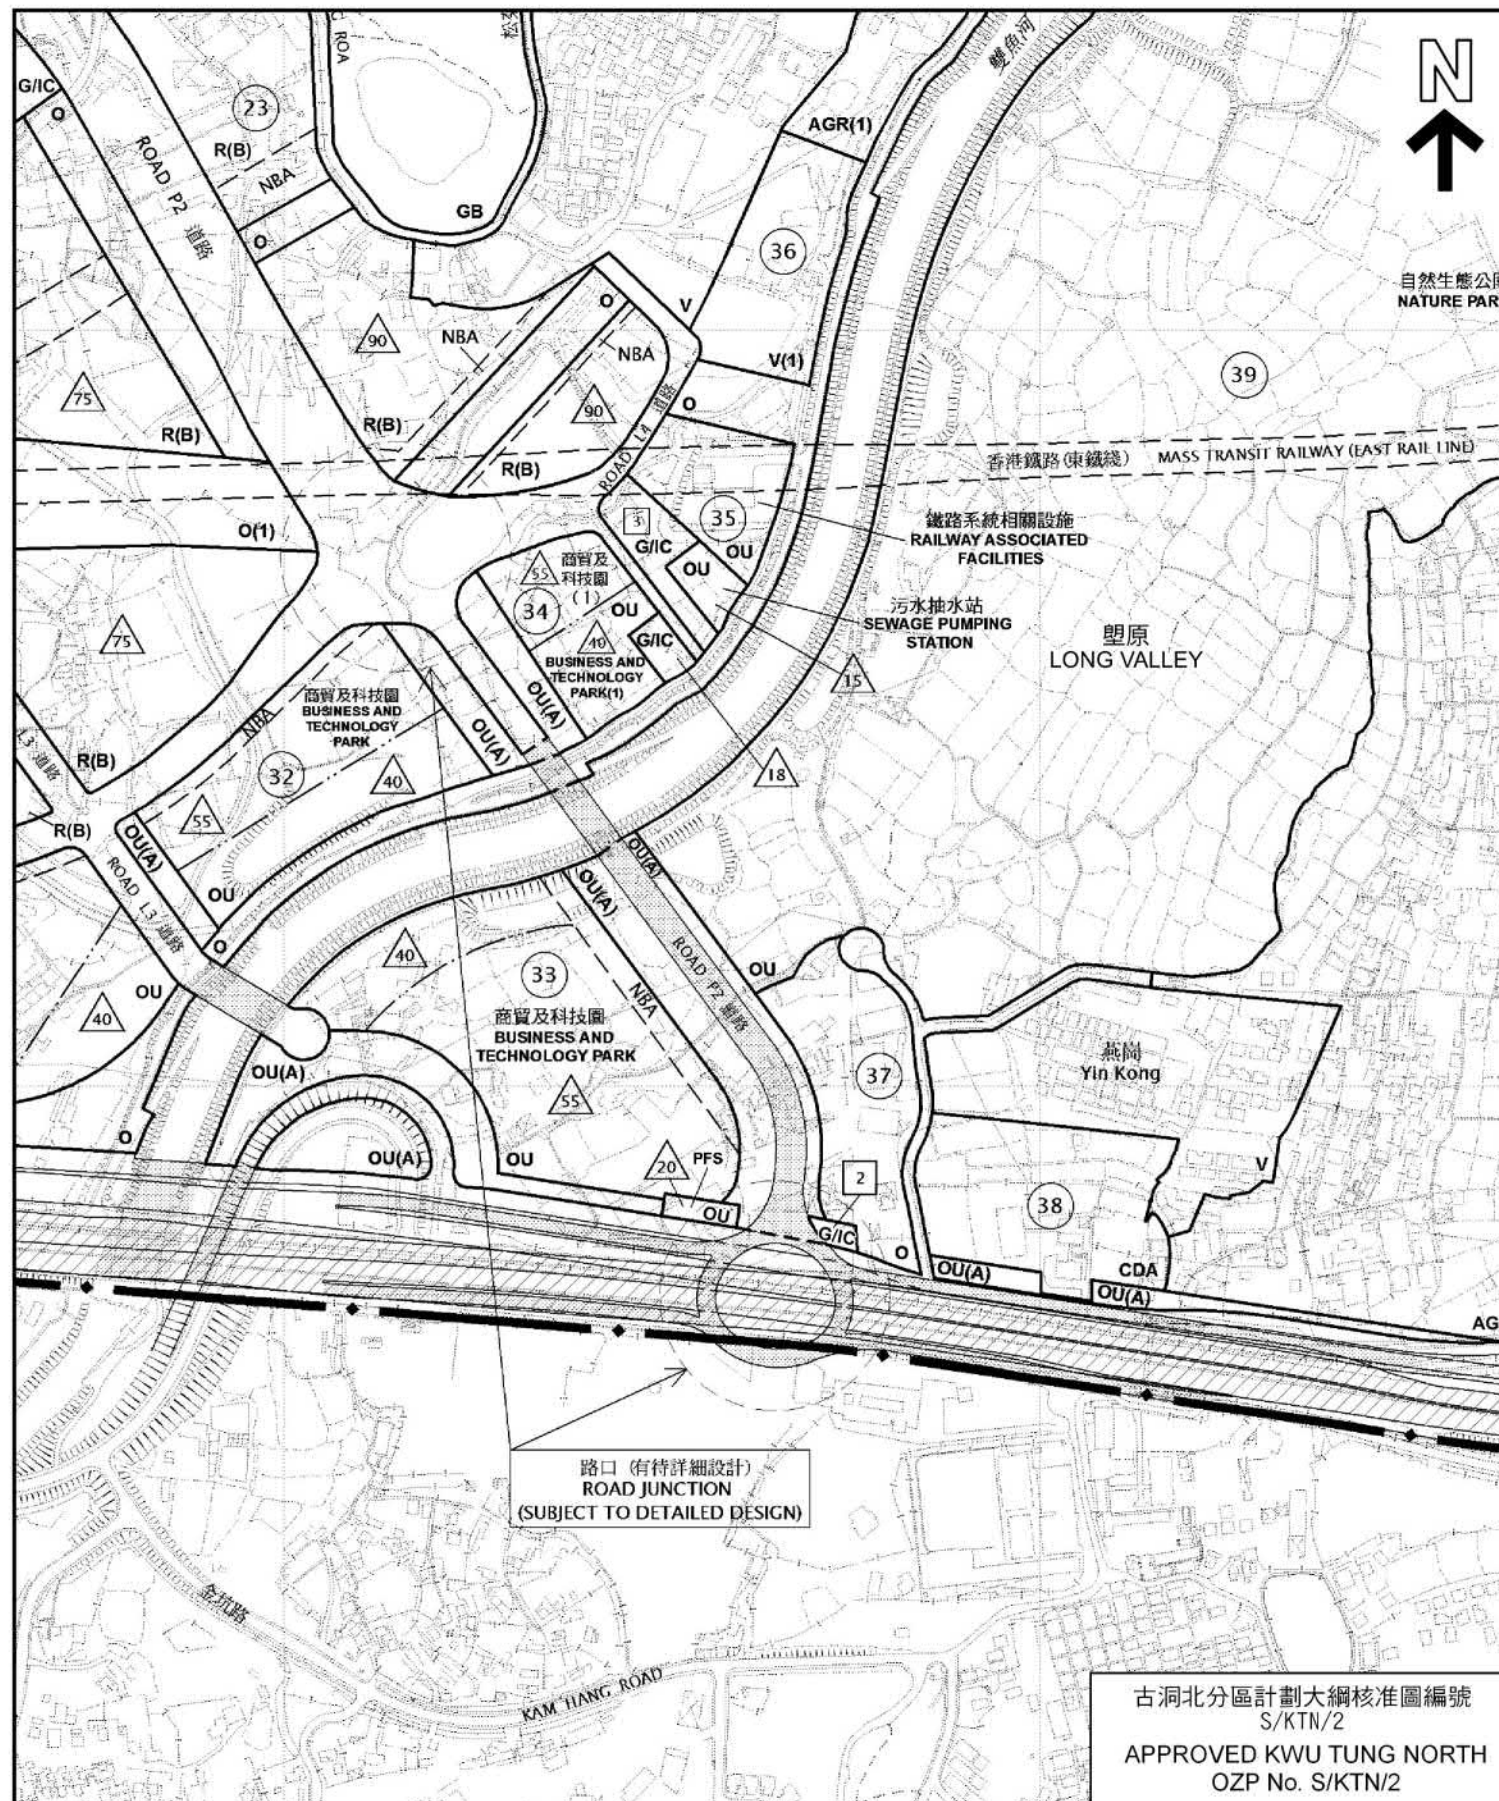 雙魚河
N
G/IC
O
23
R(B)
NBA
ROAD P2 道路
O
GB
AGR(1)
36
自然生態公
NATURE PAR
V
O
NBA
NBA
90
90
75
V(1)
39
R(B)
R(B)
R(B)
O
ROAD L4 道路
香港鐵路(東鐵綫) MASS TRANSIT RAILWAY (EAST RAIL LINE)
O(1)
3
G/IC
35
OU
鐵路系統相關設施
RAILWAY ASSOCIATED
FACILITIES
OU
55
商貿及
科技園
(1)
34
OU
40
G/IC
BUSINESS AND
TECHNOLOGY
PARK(1)
污水抽水站
SEWAGE PUMPING
STATION
塱原
LONG VALLEY
15
18
75
商貿及科技園
BUSINESS AND
TECHNOLOGY
PARK
NBA
OU(A)
OU(A)
32
40
55
R(B)
L3 道路
R(B)
OU(A)
OU
ROAD L3 道路
O
OU(A)
OU(A)
ROAD P2 道路
40
33
商貿及科技園
BUSINESS AND
TECHNOLOGY PARK
NBA
55
OU
OU
40
OU(A)
OU(A)
O
OU
20
PFS
OU
37
燕崗
Yin Kong
2
G/IC
O
38
V
CDA
OU(A)
OU(A)
AG
路口 (有待詳細設計)
ROAD JUNCTION
(SUBJECT TO DETAILED DESIGN)
金坑路
KAM HANG ROAD
古洞北分區計劃大綱核准圖編號
S/KTN/2
APPROVED KWU TUNG NORTH
OZP No. S/KTN/2